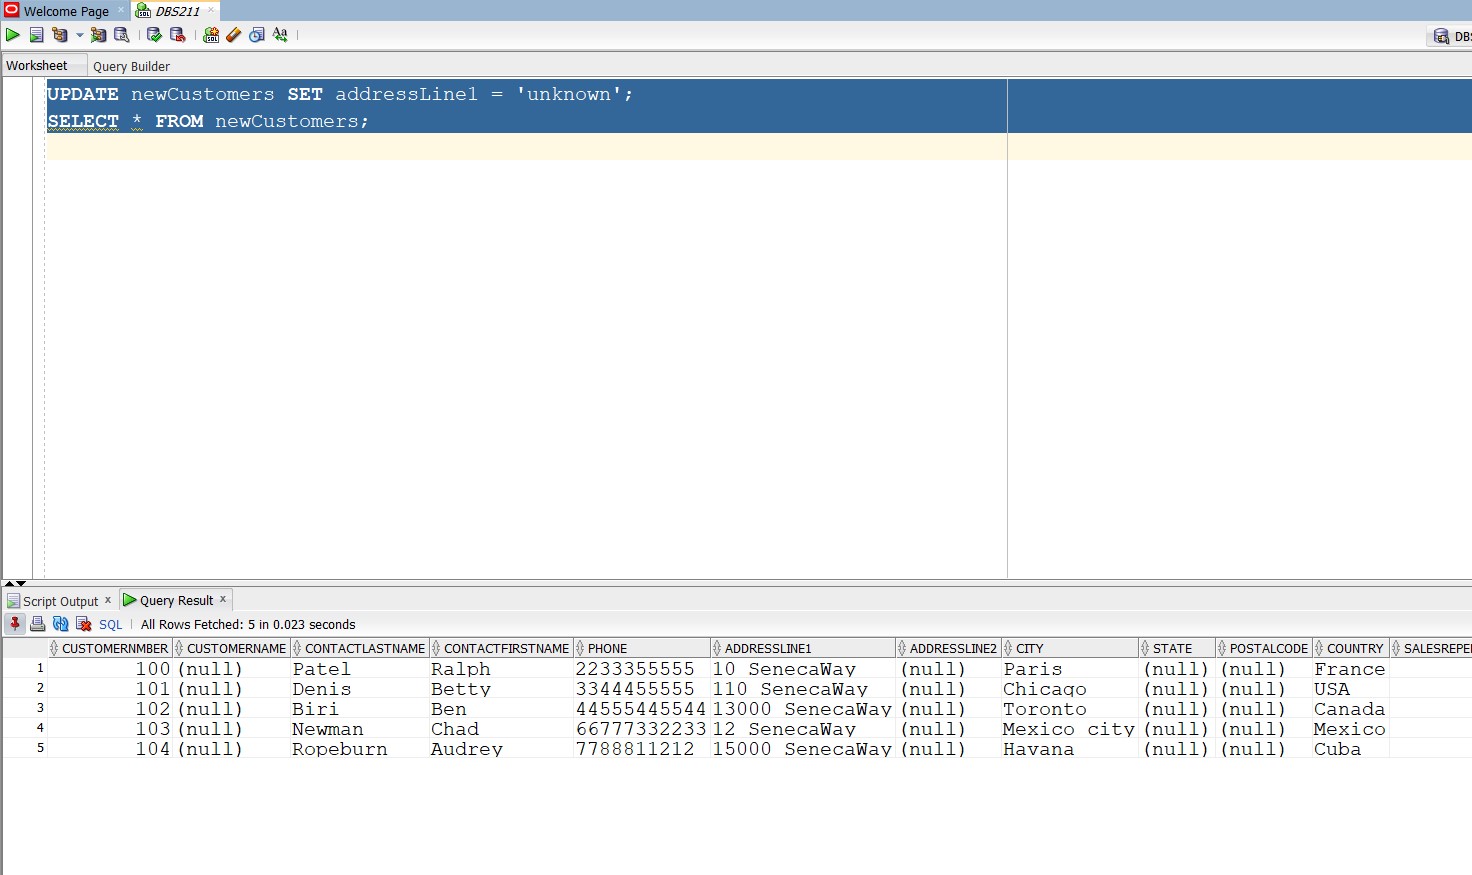 Welcome Page DBS211
DBS
Worksheet Query Builder
UPDATE newCustomers SET addressLine1 = 'unknown';
SELECT * FROM newCustomers;
Script Output x Query Result x
SQL All Rows Fetched: 5 in 0.023 seconds
CUSTOMERNMBER CUSTOMERNAME CONTACTLASTNAME CONTACTFIRSTNAME PHONE ADDRESSLINE1 ADDRESSLINE2 CITY STATE POSTALCODE COUNTRY SALESREPE
1 100 (null) Patel Ralph 2233355555 10 SenecaWay (null) Paris (null) (null) France
2 101 (null) Denis Betty 3344455555 110 SenecaWay (null) Chicago (null) (null) USA
3 102 (null) Biri Ben 44555445544 13000 SenecaWay (null) Toronto (null) (null) Canada
4 103 (null) Newman Chad 66777332233 12 SenecaWay (null) Mexico city (null) (null) Mexico
5 104 (null) Ropeburn Audrey 7788811212 15000 SenecaWay (null) Havana (null) (null) Cuba